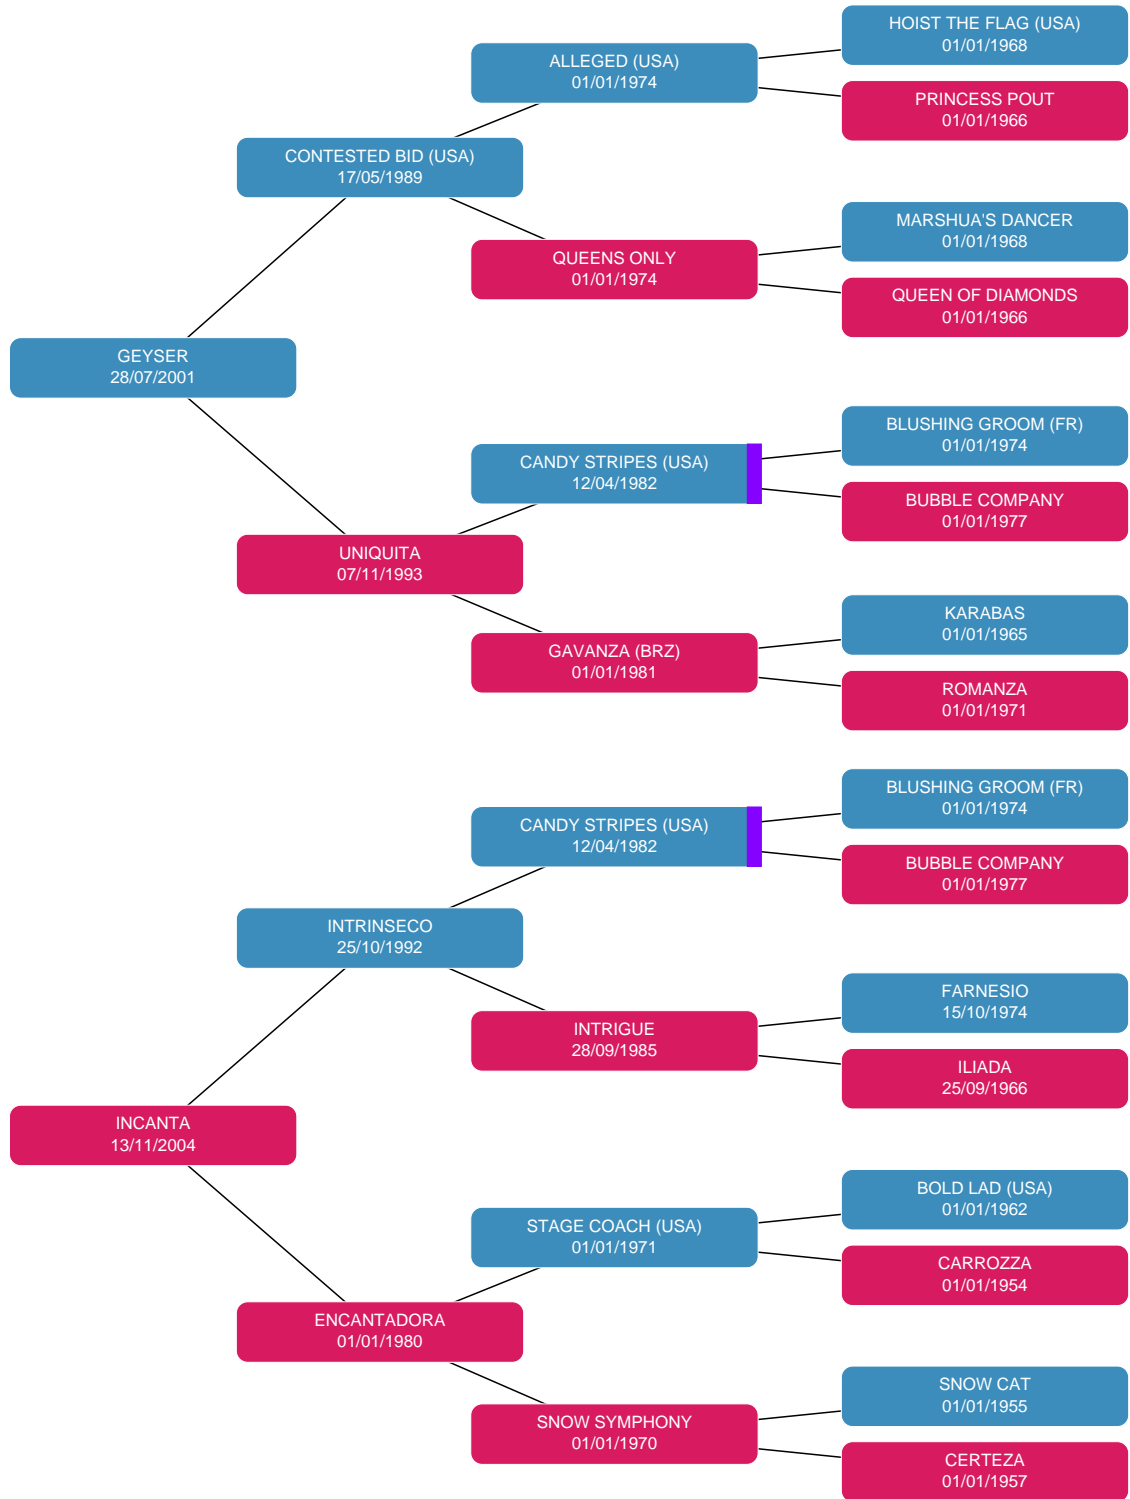 HOIST THE FLAG (USA)
01/01/1968
ALLEGED (USA)
01/01/1974
PRINCESS POUT
01/01/1966
CONTESTED BID (USA)
17/05/1989
MARSHUA'S DANCER
01/01/1968
QUEENS ONLY
01/01/1974
QUEEN OF DIAMONDS
01/01/1966
GEYSER
28/07/2001
BLUSHING GROOM (FR)
01/01/1974
CANDY STRIPES (USA)
12/04/1982
BUBBLE COMPANY
01/01/1977
UNIQUITA
07/11/1993
KARABAS
01/01/1965
GAVANZA (BRZ)
01/01/1981
ROMANZA
01/01/1971
BLUSHING GROOM (FR)
01/01/1974
CANDY STRIPES (USA)
12/04/1982
BUBBLE COMPANY
01/01/1977
INTRINSECO
25/10/1992
FARNESIO
15/10/1974
INTRIGUE
28/09/1985
ILIADA
25/09/1966
INCANTA
13/11/2004
BOLD LAD (USA)
01/01/1962
STAGE COACH (USA)
01/01/1971
CARROZZA
01/01/1954
ENCANTADORA
01/01/1980
SNOW CAT
01/01/1955
SNOW SYMPHONY
01/01/1970
CERTEZA
01/01/1957